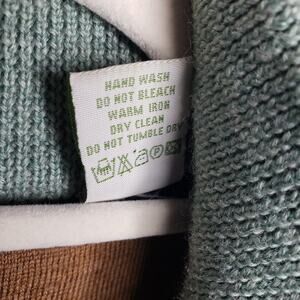 HAND WASH
DO NOT BLEACH
WARM IRON
DRY CLEAN
DO NOT TUMBLE DRY